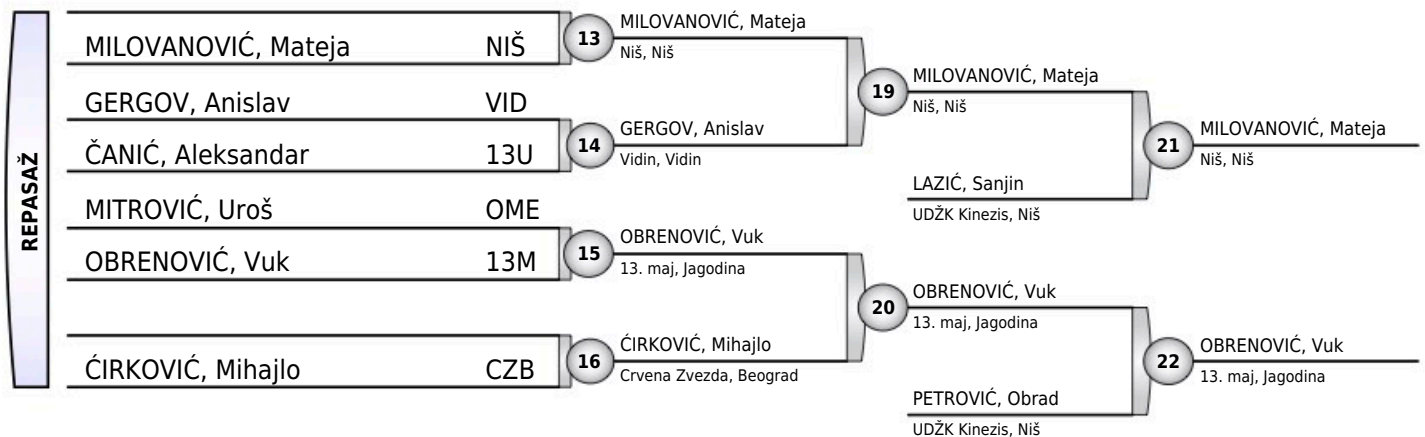 REPASAŽ
MILOVANOVIĆ, Mateja NIŠ
GERGOV, Anislav VID
ČANIĆ, Aleksandar 13U
MITROVIĆ, Uroš OME
OBRENOVIĆ, Vuk 13M
ĆIRKOVIĆ, Mihajlo CZB
13
MILOVANOVIĆ, Mateja
Niš, Niš
14
GERGOV, Anislav
Vidin, Vidin
15
OBRENOVIĆ, Vuk
13. maj, Jagodina
16
ĆIRKOVIĆ, Mihajlo
Crvena Zvezda, Beograd
19
MILOVANOVIĆ, Mateja
Niš, Niš
LAZIĆ, Sanjin
UDŽK Kinezis, Niš
20
OBRENOVIĆ, Vuk
13. maj, Jagodina
PETROVIĆ, Obrad
UDŽK Kinezis, Niš
21
MILOVANOVIĆ, Mateja
Niš, Niš
22
OBRENOVIĆ, Vuk
13. maj, Jagodina